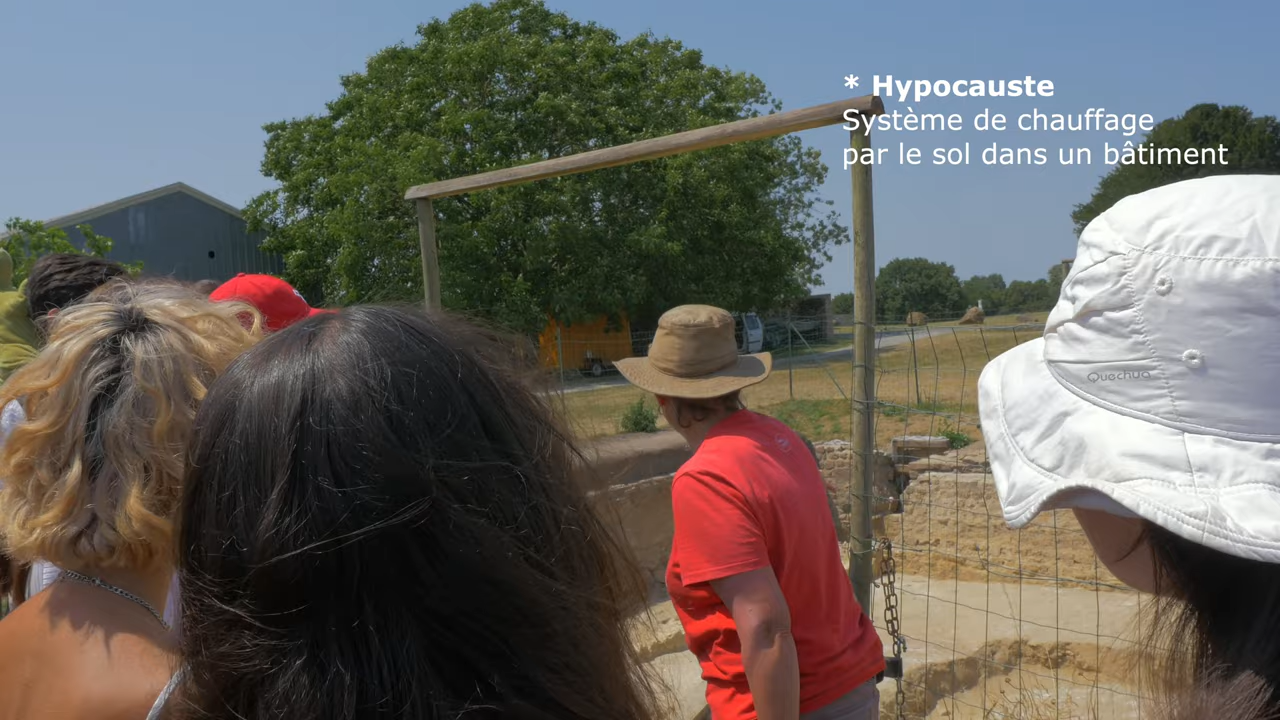 * Hypocauste
Système de chauffage
par le sol dans un bâtiment
Quechua